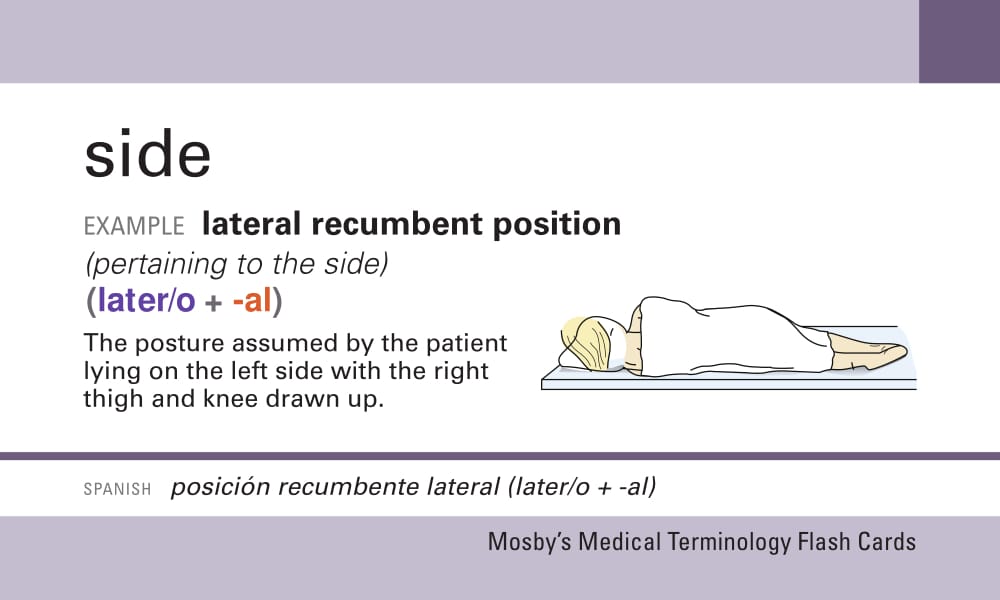 side
EXAMPLE lateral recumbent position
(pertaining to the side)
(later/o + -al)
The posture assumed by the patient
lying on the left side with the right
thigh and knee drawn up.
SPANISH posición recumbente lateral (later/o + -al)
Mosby’s Medical Terminology Flash Cards